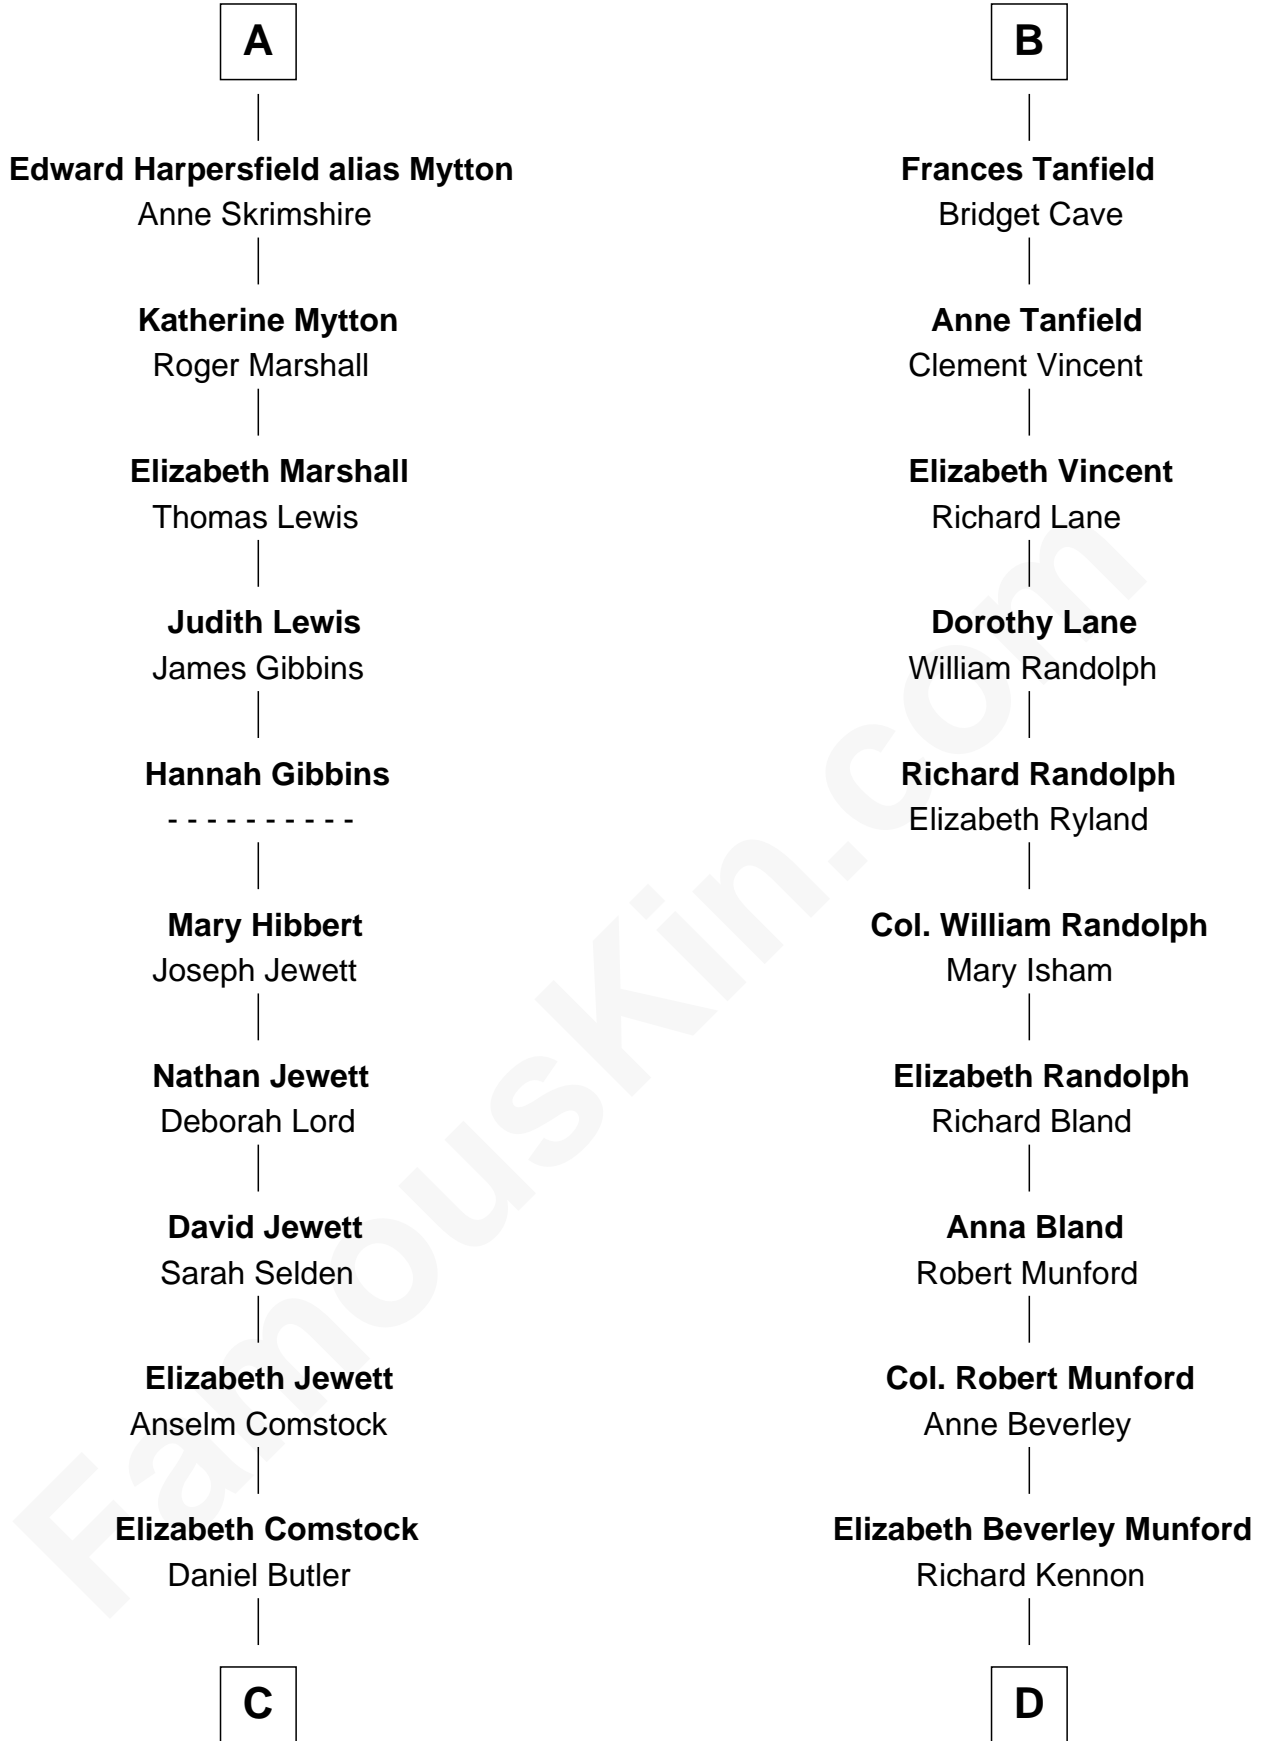 A
Edward Harpersfield alias Mytton
Anne Skrimshire
Katherine Mytton
Roger Marshall
Elizabeth Marshall
Thomas Lewis
Judith Lewis
James Gibbins
Hannah Gibbins
- - - - - - - - - -
Mary Hibbert
Joseph Jewett
Nathan Jewett
Deborah Lord
David Jewett
Sarah Selden
Elizabeth Jewett
Anselm Comstock
Elizabeth Comstock
Daniel Butler
C
B
Frances Tanfield
Bridget Cave
Anne Tanfield
Clement Vincent
Elizabeth Vincent
Richard Lane
Dorothy Lane
William Randolph
Richard Randolph
Elizabeth Ryland
Col. William Randolph
Mary Isham
Elizabeth Randolph
Richard Bland
Anna Bland
Robert Munford
Col. Robert Munford
Anne Beverley
Elizabeth Beverley Munford
Richard Kennon
D
FamousKin.com